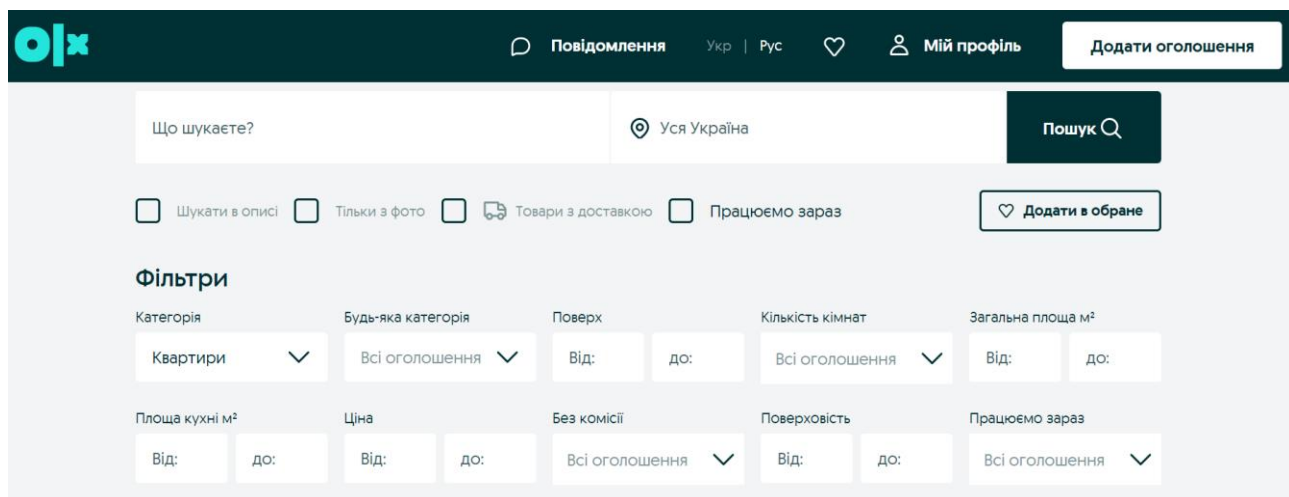 olx Повідомлення Укр | Рус Мій профіль Додати оголошення
Що шукаєте? Уся Україна Пошук
Шукати в описі Тільки з фото Товари з доставкою Працюємо зараз Додати в обране
Фільтри
Категорія Будь-яка категорія Поверх Кількість кімнат Загальна площа м²
Квартири Всі оголошення Від: до: Всі оголошення Від: до:
Площа кухні м² Ціна Без комісії Поверховість Працюємо зараз
Від: до: Від: до: Всі оголошення Від: до: Всі оголошення